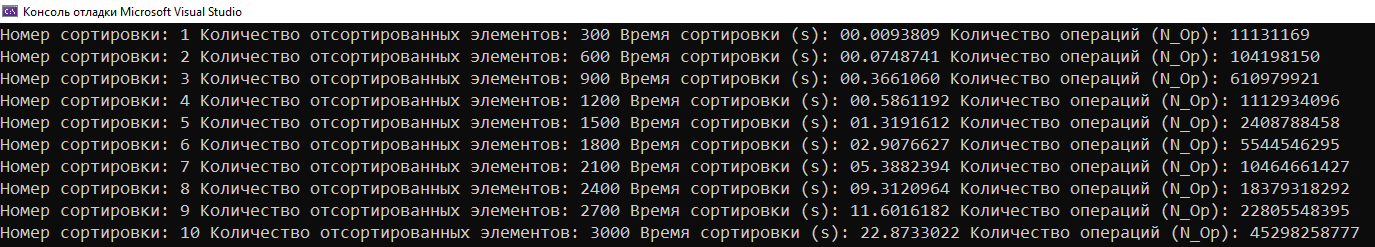 Консоль отладки Microsoft Visual Studio
Номер сортировки: 1 Количество отсортированных элементов: 300 Время сортировки (s): 00.0093809 Количество операций (N_Op): 11131169
Номер сортировки: 2 Количество отсортированных элементов: 600 Время сортировки (s): 00.0748741 Количество операций (N_Op): 104198150
Номер сортировки: 3 Количество отсортированных элементов: 900 Время сортировки (s): 00.3661060 Количество операций (N_Op): 610979921
Номер сортировки: 4 Количество отсортированных элементов: 1200 Время сортировки (s): 00.5861192 Количество операций (N_Op): 1112934096
Номер сортировки: 5 Количество отсортированных элементов: 1500 Время сортировки (s): 01.3191612 Количество операций (N_Op): 2408788458
Номер сортировки: 6 Количество отсортированных элементов: 1800 Время сортировки (s): 02.9076627 Количество операций (N_Op): 5544546295
Номер сортировки: 7 Количество отсортированных элементов: 2100 Время сортировки (s): 05.3882394 Количество операций (N_Op): 10464661427
Номер сортировки: 8 Количество отсортированных элементов: 2400 Время сортировки (s): 09.3120964 Количество операций (N_Op): 18379318292
Номер сортировки: 9 Количество отсортированных элементов: 2700 Время сортировки (s): 11.6016182 Количество операций (N_Op): 22805548395
Номер сортировки: 10 Количество отсортированных элементов: 3000 Время сортировки (s): 22.8733022 Количество операций (N_Op): 45298258777